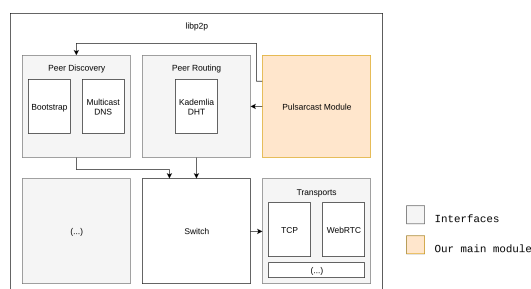 libp2p
Peer Discovery
Bootstrap
Multicast
DNS
Peer Routing
Kademlia
DHT
Pulsarcast Module
(...)
Switch
Transports
TCP
WebRTC
(...)
Interfaces
Our main module